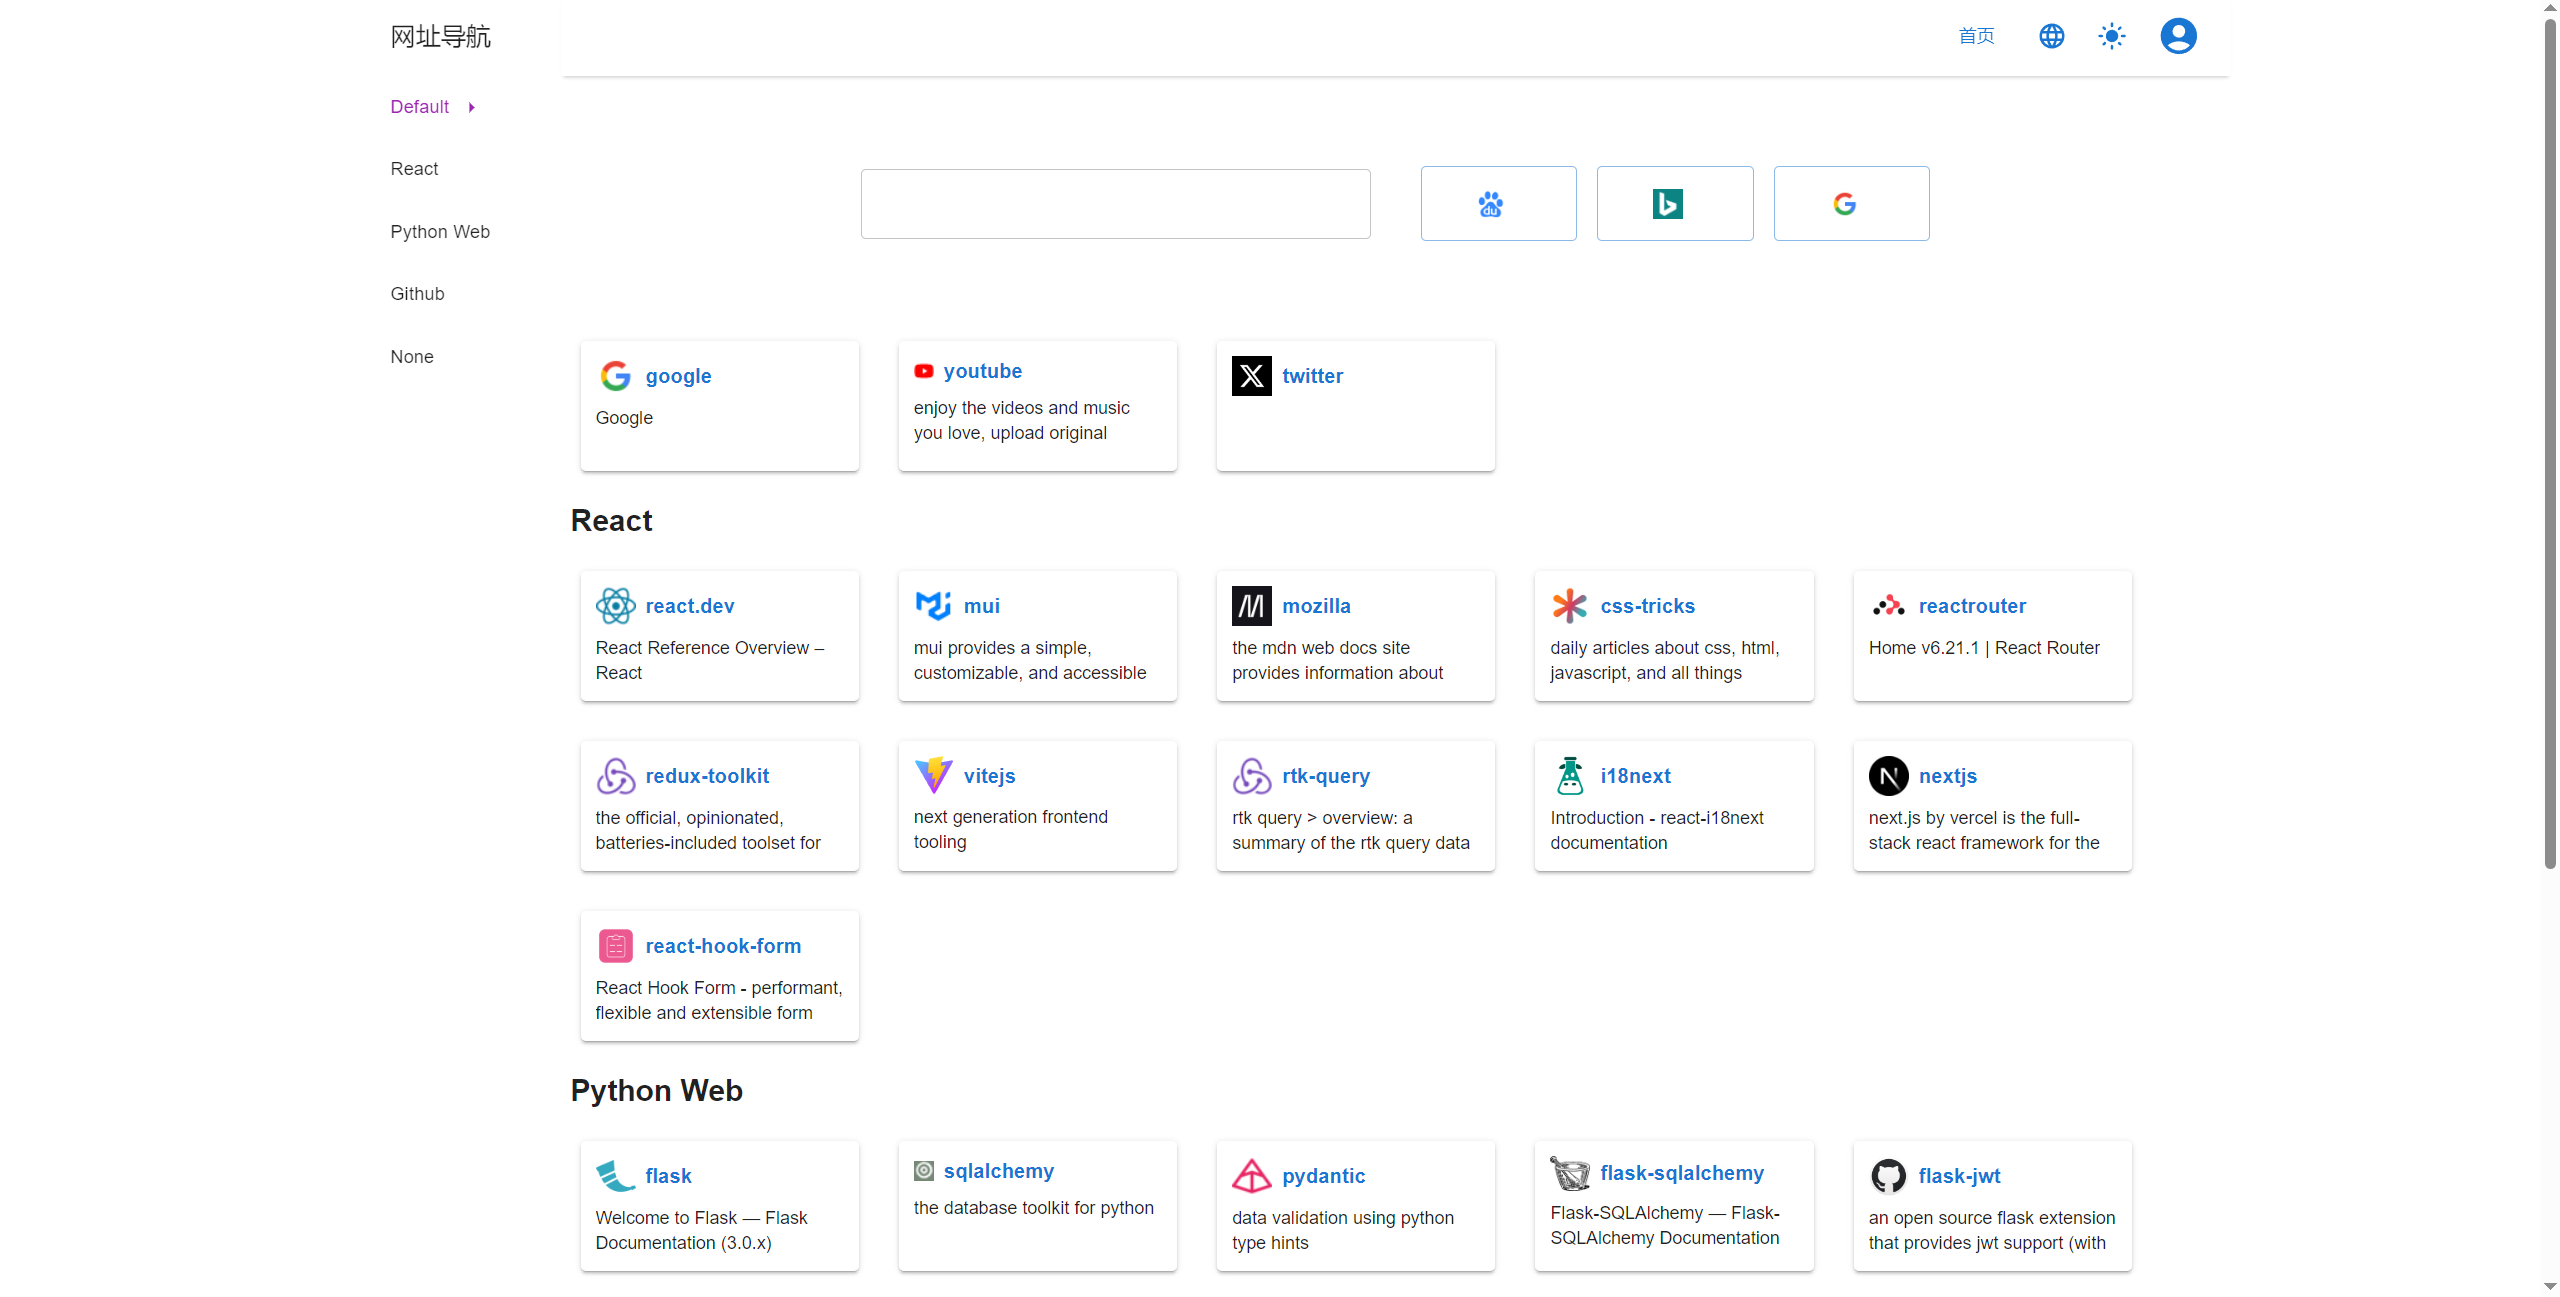 网址导航
首页
Default
React
Python Web
Github
None
du
google
Google
youtube
enjoy the videos and music
you love, upload original
twitter
React
react.dev
React Reference Overview –
React
mui
mui provides a simple,
customizable, and accessible
mozilla
the mdn web docs site
provides information about
css-tricks
daily articles about css, html,
javascript, and all things
reactrouter
Home v6.21.1 | React Router
redux-toolkit
the official, opinionated,
batteries-included toolset for
vitejs
next generation frontend
tooling
rtk-query
rtk query > overview: a
summary of the rtk query data
i18next
Introduction - react-i18next
documentation
nextjs
next.js by vercel is the full-
stack react framework for the
react-hook-form
React Hook Form - performant,
flexible and extensible form
Python Web
flask
Welcome to Flask — Flask
Documentation (3.0.x)
sqlalchemy
the database toolkit for python
pydantic
data validation using python
type hints
flask-sqlalchemy
Flask-SQLAlchemy — Flask-
SQLAlchemy Documentation
flask-jwt
an open source flask extension
that provides jwt support (with